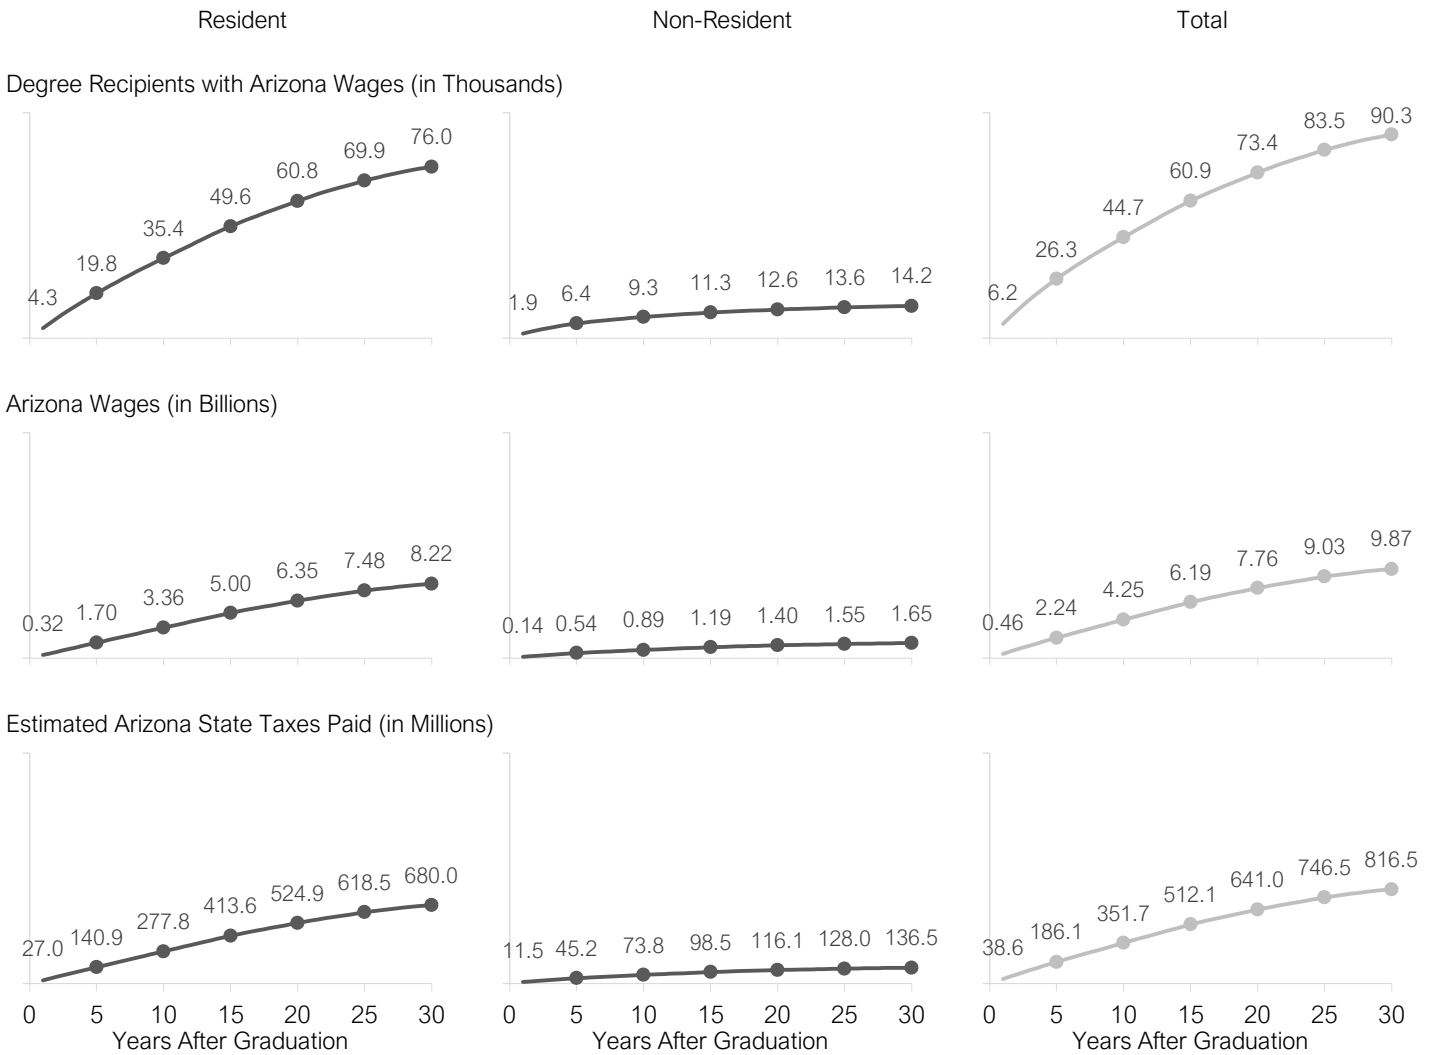 Resident Non-Resident Total
Degree Recipients with Arizona Wages (in Thousands)
4.3 19.8 35.4 49.6 60.8 69.9 76.0
1.9 6.4 9.3 11.3 12.6 13.6 14.2
6.2 26.3 44.7 60.9 73.4 83.5 90.3
Arizona Wages (in Billions)
0.32 1.70 3.36 5.00 6.35 7.48 8.22
0.14 0.54 0.89 1.19 1.40 1.55 1.65
0.46 2.24 4.25 6.19 7.76 9.03 9.87
Estimated Arizona State Taxes Paid (in Millions)
27.0 140.9 277.8 413.6 524.9 618.5 680.0
11.5 45.2 73.8 98.5 116.1 128.0 136.5
38.6 186.1 351.7 512.1 641.0 746.5 816.5
0 5 10 15 20 25 30
0 5 10 15 20 25 30
0 5 10 15 20 25 30
Years After Graduation
Years After Graduation
Years After Graduation